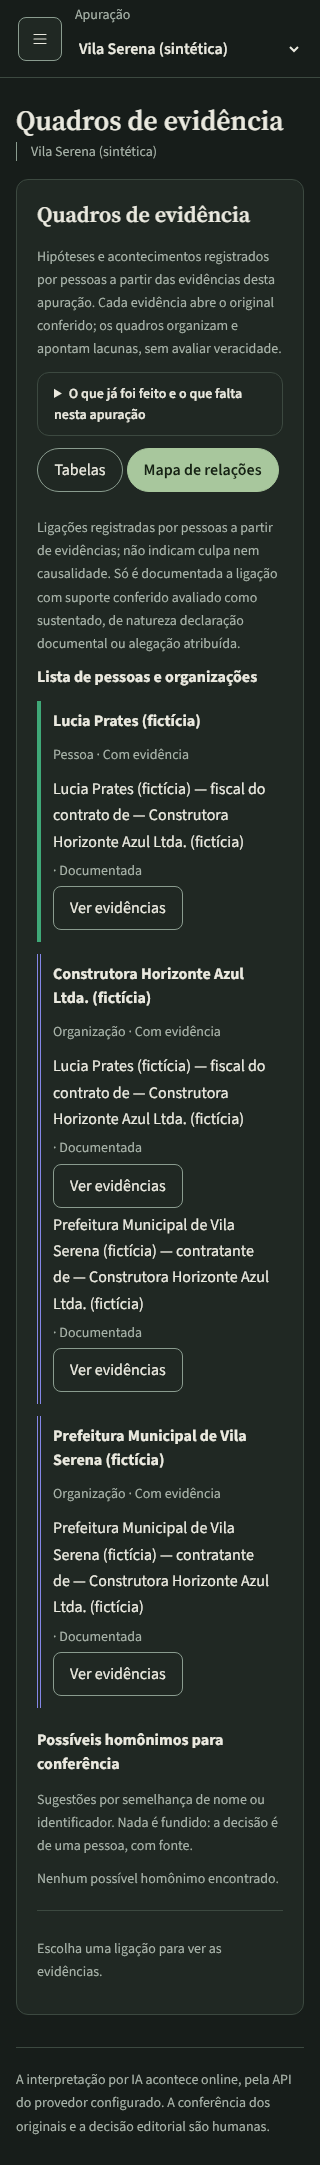 Apuração
Vila Serena (sintética)
Quadros de evidência
Vila Serena (sintética)
Quadros de evidência
Hipóteses e acontecimentos registrados
por pessoas a partir das evidências desta
apuração. Cada evidência abre o original
conferido; os quadros organizam e
apontam lacunas, sem avaliar veracidade.
▶ O que já foi feito e o que falta
nesta apuração
Tabelas
Mapa de relações
Ligações registradas por pessoas a partir
de evidências; não indicam culpa nem
causalidade. Só é documentada a ligação
com suporte conferido avaliado como
sustentado, de natureza declaração
documental ou alegação atribuída.
Lista de pessoas e organizações
Lucia Prates (fictícia)
Pessoa · Com evidência
Lucia Prates (fictícia) — fiscal do
contrato de — Construtora
Horizonte Azul Ltda. (fictícia)
· Documentada
Ver evidências
Construtora Horizonte Azul
Ltda. (fictícia)
Organização · Com evidência
Lucia Prates (fictícia) — fiscal do
contrato de — Construtora
Horizonte Azul Ltda. (fictícia)
· Documentada
Ver evidências
Prefeitura Municipal de Vila
Serena (fictícia) — contratante
de — Construtora Horizonte Azul
Ltda. (fictícia)
· Documentada
Ver evidências
Prefeitura Municipal de Vila
Serena (fictícia)
Organização · Com evidência
Prefeitura Municipal de Vila
Serena (fictícia) — contratante
de — Construtora Horizonte Azul
Ltda. (fictícia)
· Documentada
Ver evidências
Possíveis homônimos para
conferência
Sugestões por semelhança de nome ou
identificador. Nada é fundido: a decisão é
de uma pessoa, com fonte.
Nenhum possível homônimo encontrado.
Escolha uma ligação para ver as
evidências.
A interpretação por IA acontece online, pela API
do provedor configurado. A conferência dos
originais e a decisão editorial são humanas.